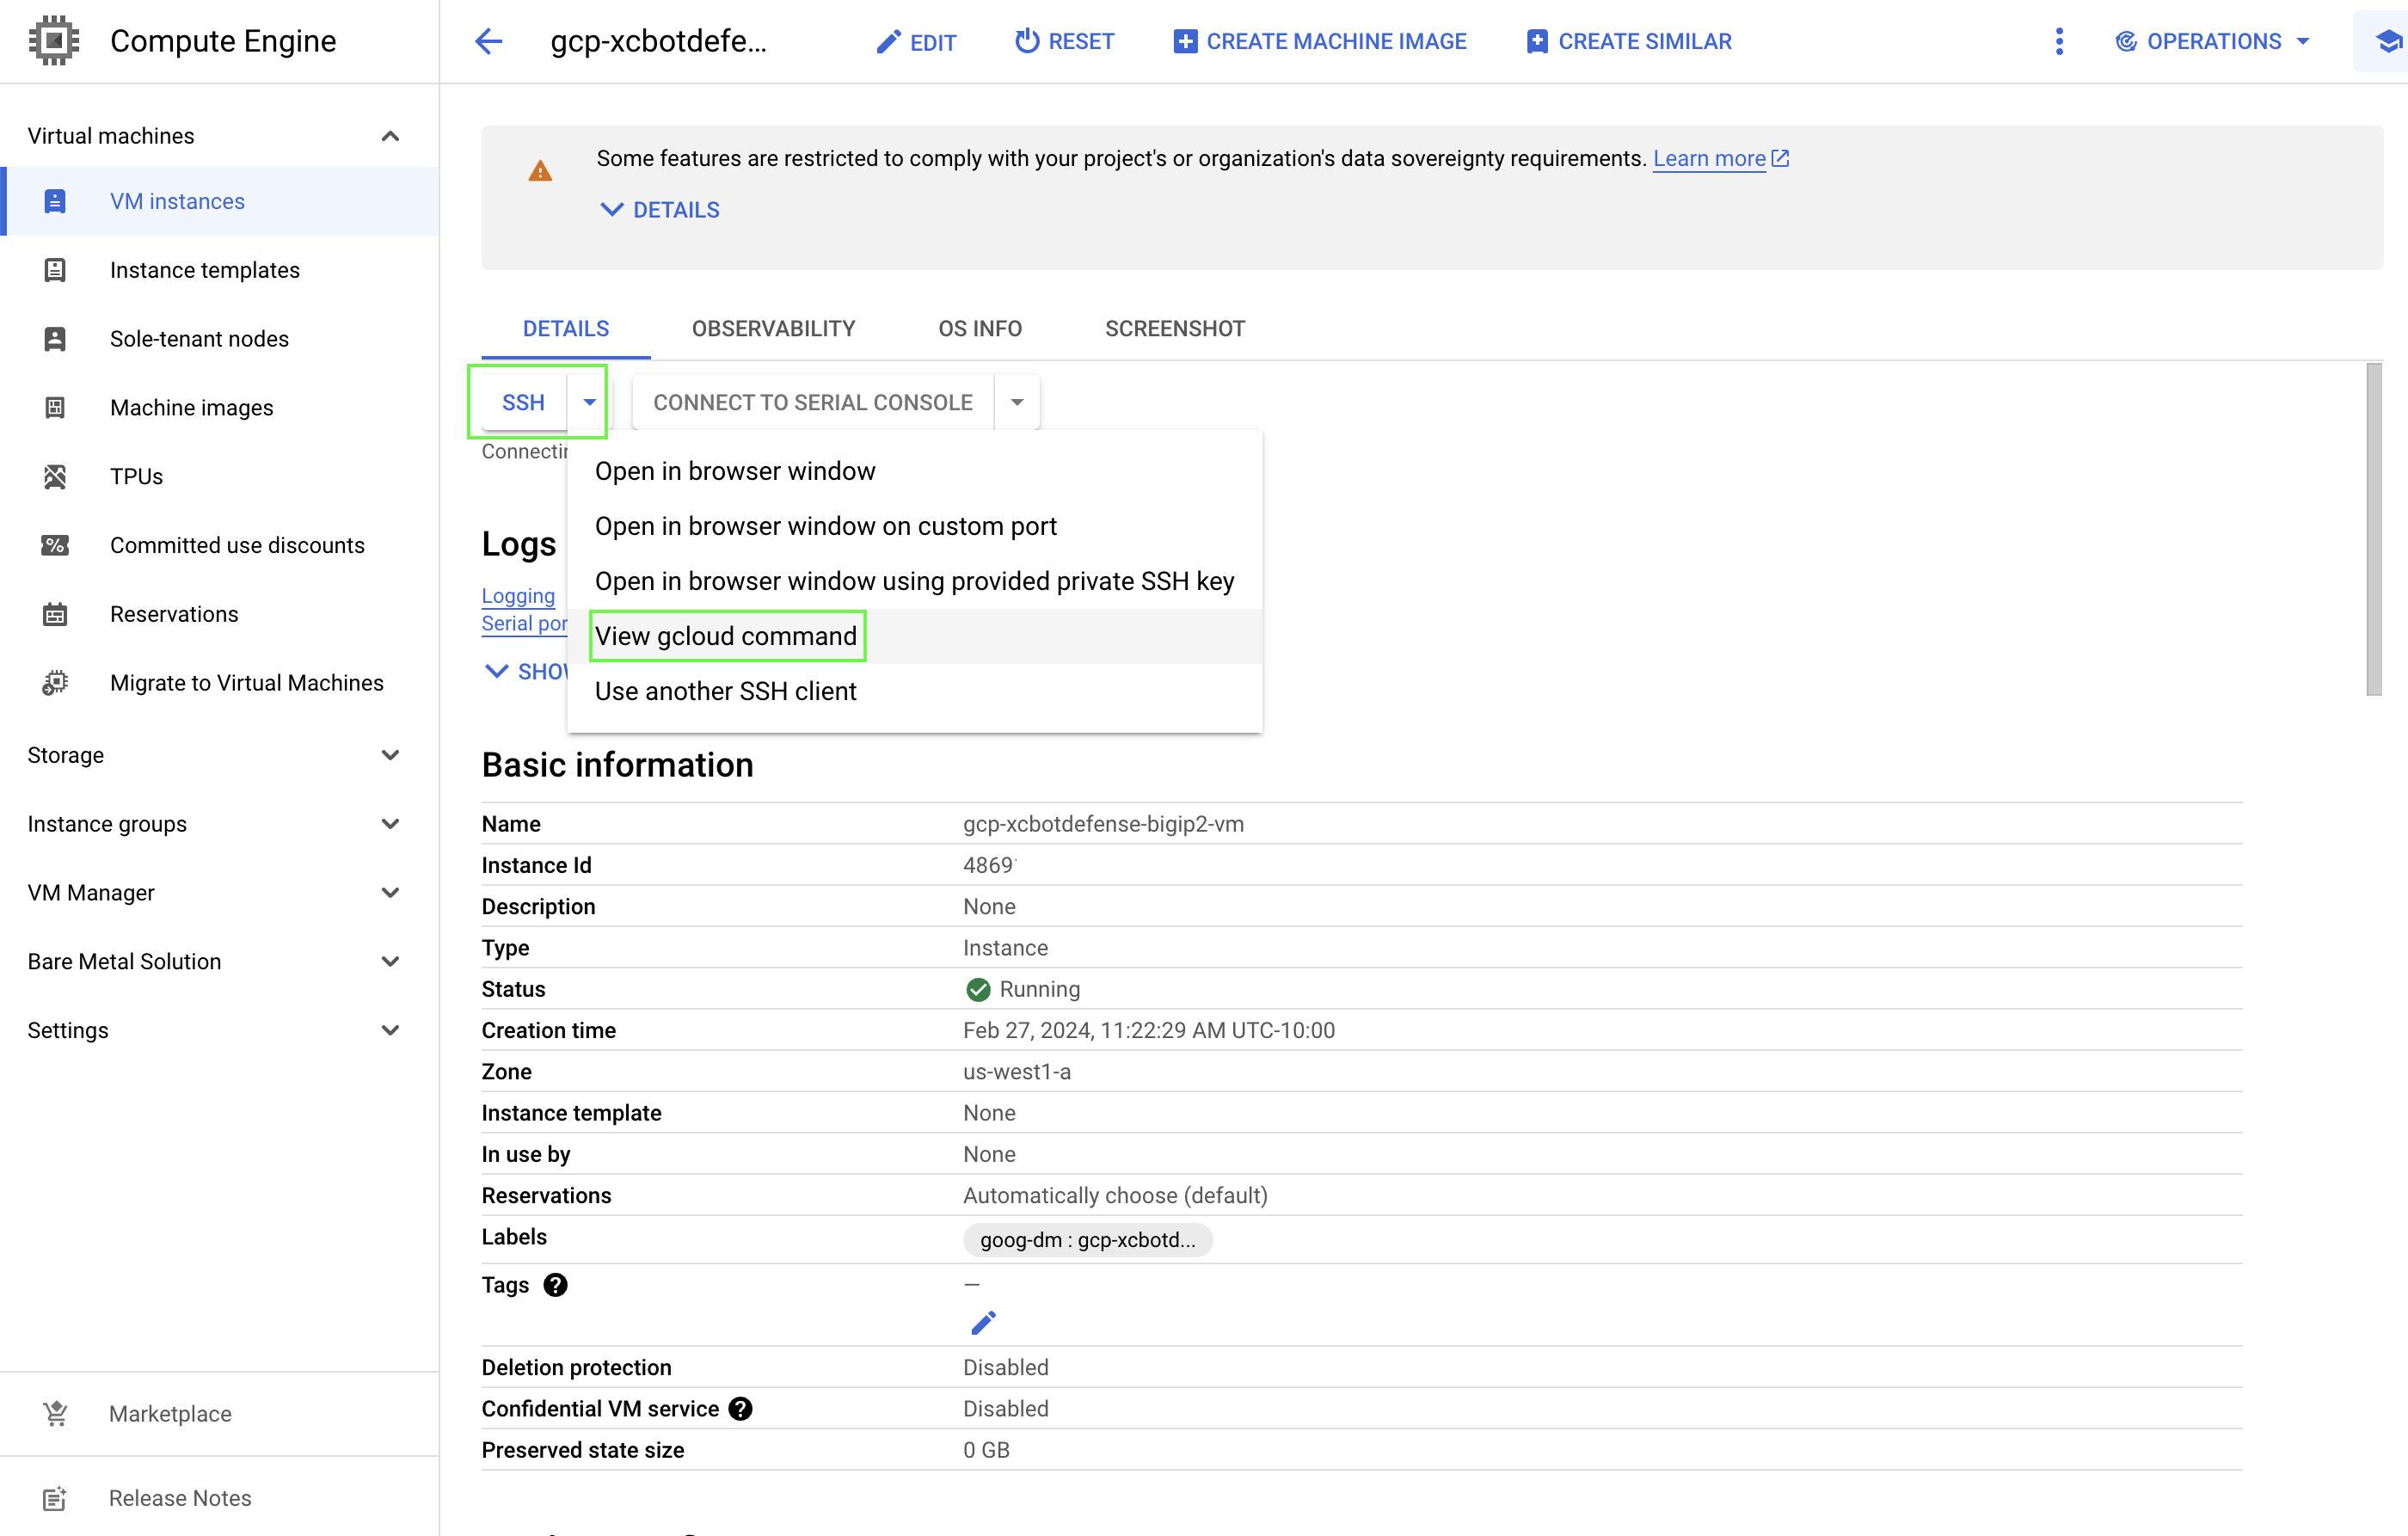 Compute Engine
gcp-xcbotdefe...
EDIT
RESET
CREATE MACHINE IMAGE
CREATE SIMILAR
OPERATIONS
Virtual machines
VM instances
Instance templates
Sole-tenant nodes
Machine images
TPUs
Committed use discounts
Reservations
Migrate to Virtual Machines
Storage
Instance groups
VM Manager
Bare Metal Solution
Settings
Marketplace
Release Notes
Some features are restricted to comply with your project's or organization's data sovereignty requirements. Learn more
DETAILS
DETAILS
OBSERVABILITY
OS INFO
SCREENSHOT
SSH
CONNECT TO SERIAL CONSOLE
Connectin
Open in browser window
Open in browser window on custom port
Open in browser window using provided private SSH key
View gcloud command
Use another SSH client
Logs
Logging
Serial por
SHOW
Basic information
Name gcp-xcbotdefense-bigip2-vm
Instance Id 4869
Description None
Type Instance
Status Running
Creation time Feb 27, 2024, 11:22:29 AM UTC-10:00
Zone us-west1-a
Instance template None
In use by None
Reservations Automatically choose (default)
Labels goog-dm : gcp-xcbotd...
Tags —
Deletion protection Disabled
Confidential VM service Disabled
Preserved state size 0 GB